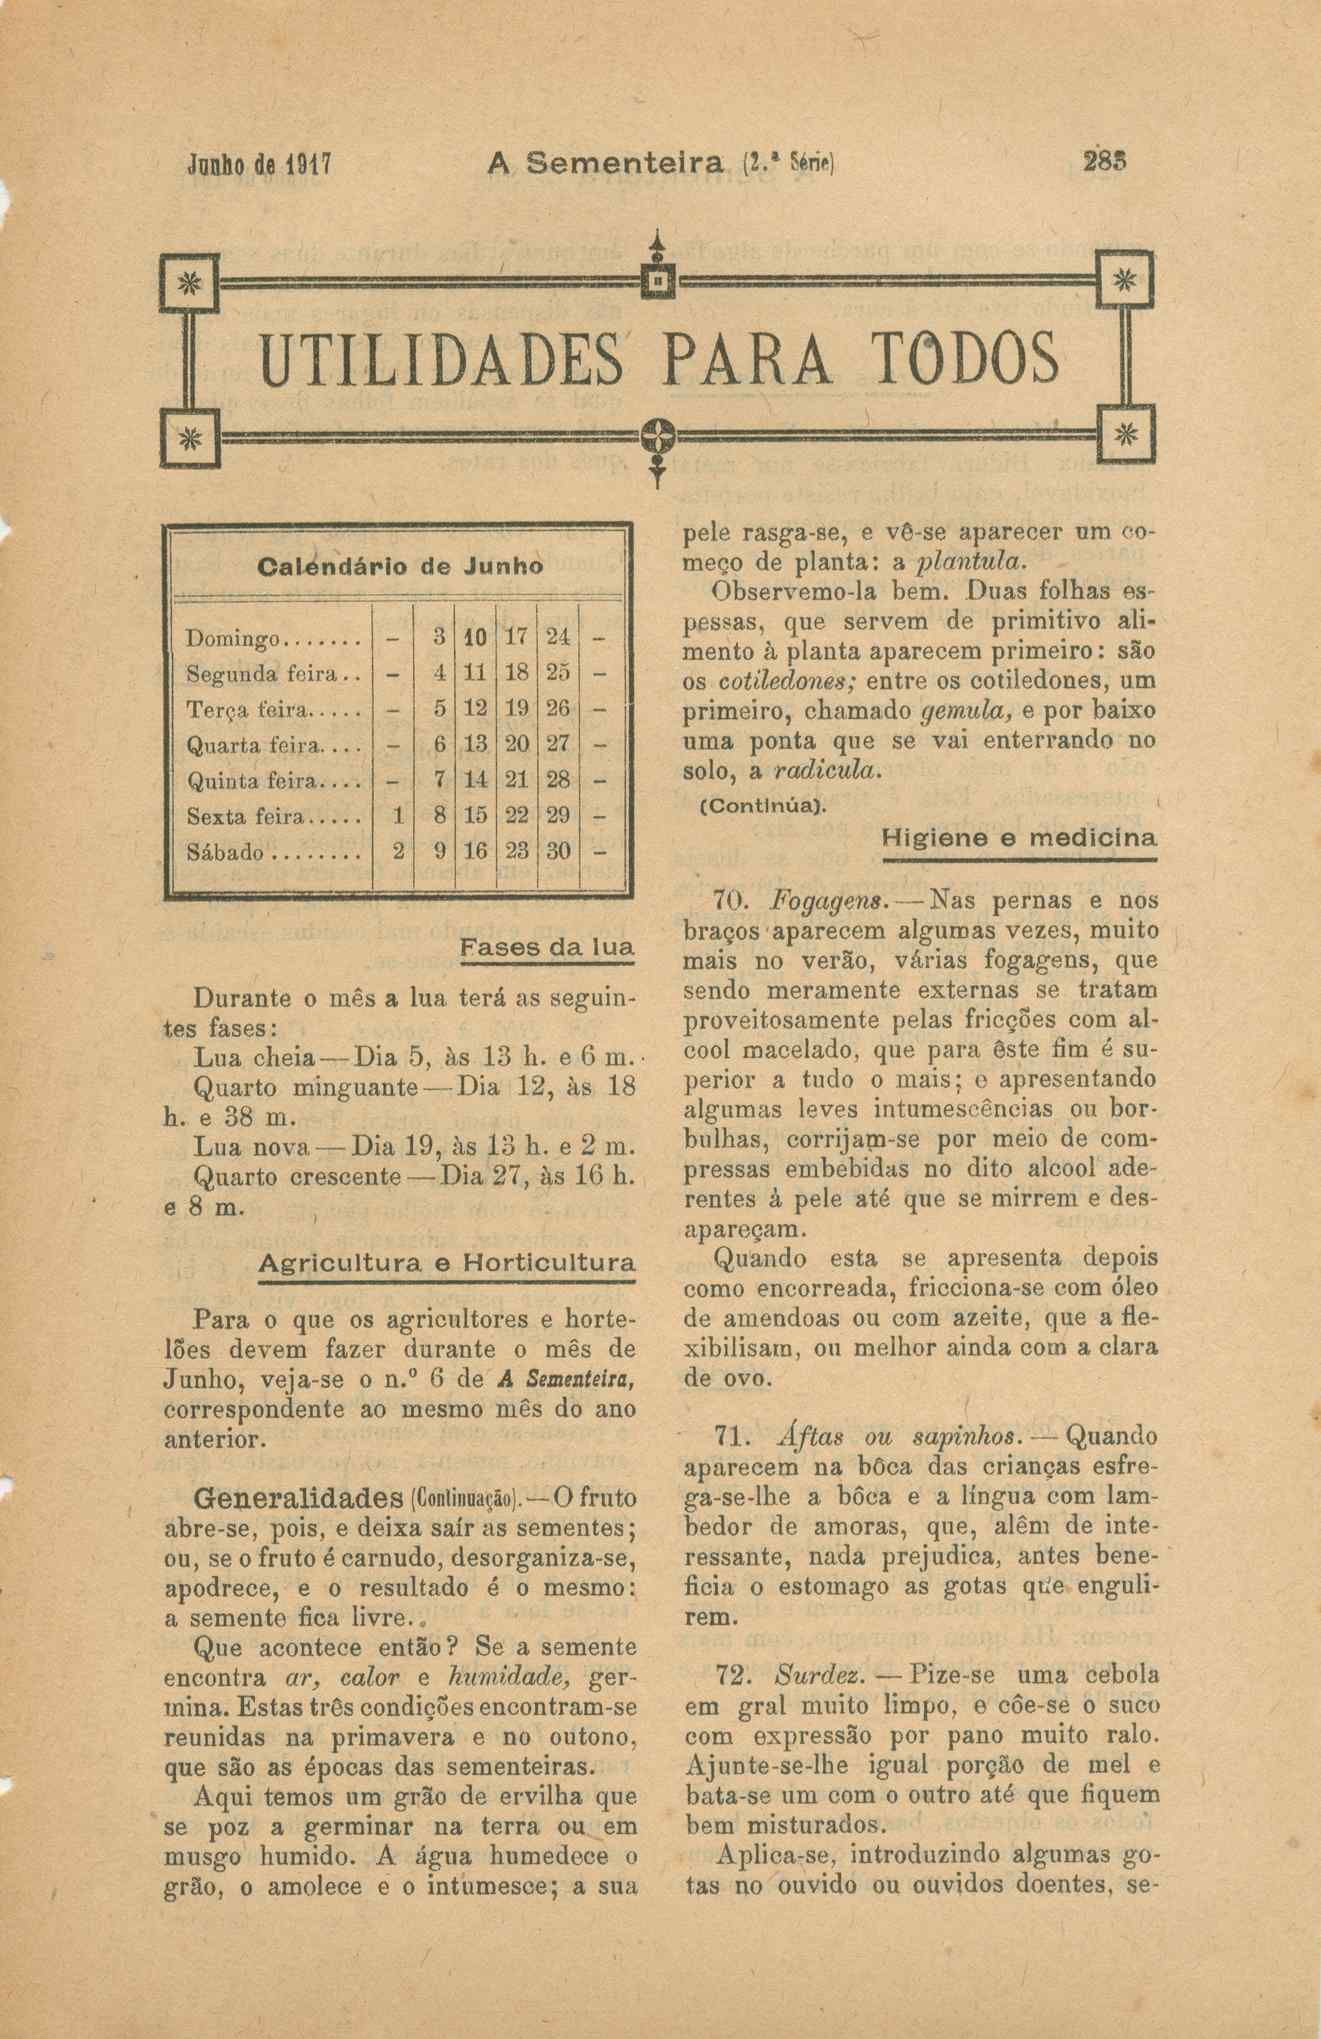 Junho de 1917 A Sementeira (2.ª Série) 285
UTILIDADES PARA TODOS
Calendário de Junho
Domingo....... – 3 10 17 24 –
Segunda feira.. – 4 11 18 25 –
Terça feira..... – 5 12 19 26 –
Quarta feira.... – 6 13 20 27 –
Quinta feira.... – 7 14 21 28 –
Sexta feira..... 1 8 15 22 29 –
Sábado........ 2 9 16 23 30 –
Fases da lua
Durante o mês a lua terá as seguin-
tes fases:
Lua cheia—Dia 5, às 13 h. e 6 m.
Quarto minguante—Dia 12, às 18
h. e 38 m.
Lua nova—Dia 19, às 13 h. e 2 m.
Quarto crescente—Dia 27, às 16 h.
e 8 m.
Agricultura e Horticultura
Para o que os agricultores e horte-
lões devem fazer durante o mês de
Junho, veja-se o n.º 6 de A Sementeira,
correspondente ao mesmo mês do ano
anterior.
Generalidades (Continuação).—O fruto
abre-se, pois, e deixa saír as sementes;
ou, se o fruto é carnudo, desorganiza-se,
apodrece, e o resultado é o mesmo:
a semente fica livre..
Que acontece então? Se a semente
encontra ar, calor e humidade, ger-
mina. Estas três condições encontram-se
reunidas na primavera e no outono,
que são as épocas das sementeiras.
Aqui temos um grão de ervilha que
se poz a germinar na terra ou em
musgo humido. A água humedece o
grão, o amolece e o intumesce; a sua
pele rasga-se, e vê-se aparecer um co-
meço de planta: a plantula.
Observemo-la bem. Duas folhas es-
pessas, que servem de primitivo ali-
mento à planta aparecem primeiro: são
os cotiledones; entre os cotiledones, um
primeiro, chamado gemula, e por baixo
uma ponta que se vai enterrando no
solo, a radicula.
(Continúa).
Higiene e medicina
70. Fogagens.—Nas pernas e nos
braços aparecem algumas vezes, muito
mais no verão, várias fogagens, que
sendo meramente externas se tratam
proveitosamente pelas fricções com al-
cool macelado, que para êste fim é su-
perior a tudo o mais; e apresentando
algumas leves intumescências ou bor-
bulhas, corrijam-se por meio de com-
pressas embebidas no dito alcool ade-
rentes à pele até que se mirrem e des-
apareçam.
Quando esta se apresenta depois
como encorreada, fricciona-se com óleo
de amendoas ou com azeite, que a fle-
xibilisam, ou melhor ainda com a clara
de ovo.
71. Áftas ou sapinhos.—Quando
aparecem na bôca das crianças esfre-
ga-se-lhe a bôca e a língua com lam-
bedor de amoras, que, alêm de inte-
ressante, nada prejudica, antes bene-
ficia o estomago as gotas que enguli-
rem.
72. Surdez.—Pize-se uma cebola
em gral muito limpo, e côe-se o suco
com expressão por pano muito ralo.
Ajunte-se-lhe igual porção de mel e
bata-se um com o outro até que fiquem
bem misturados.
Aplica-se, introduzindo algumas go-
tas no ouvido ou ouvidos doentes, se-